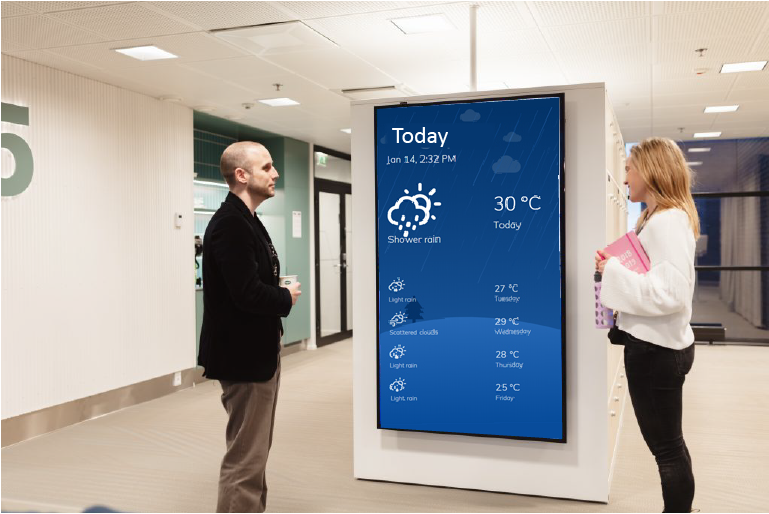 5
Today
Jan 14, 2:32 PM
30 °C
Today
Shower rain
27 °C
Light rain
Tuesday
29 °C
Scattered clouds
Wednesday
28 °C
Light rain
Thursday
25 °C
Light rain
Friday